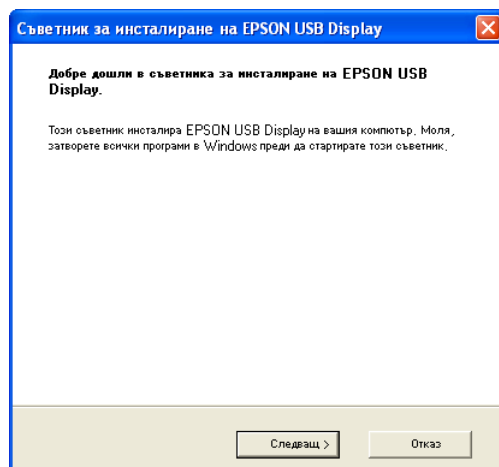 Съветник за инсталиране на EPSON USB Display
Добре дошли в съветника за инсталиране на EPSON USB
Display.
Този съветник инсталира EPSON USB Display на вашия компютър. Моля,
затворете всички програми в Windows преди да стартирате този съветник.
Следващ >
Отказ